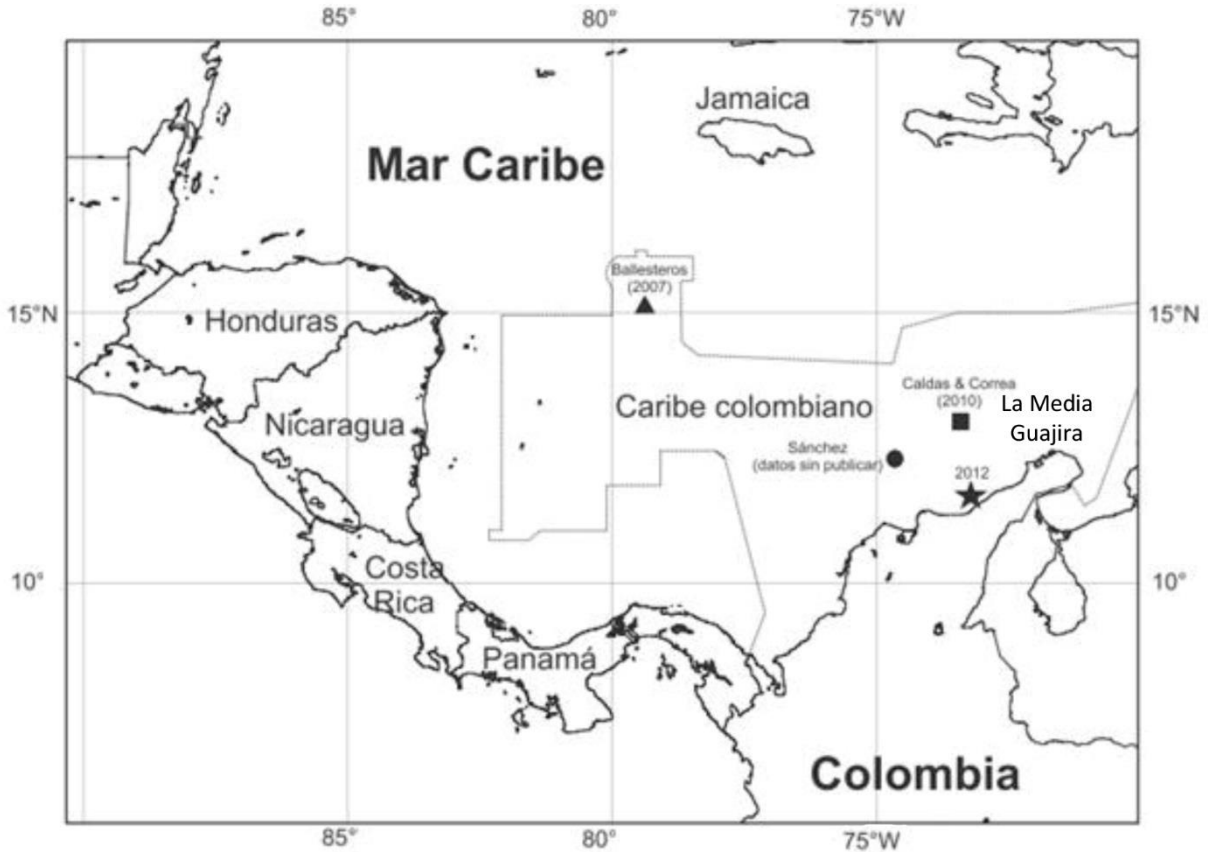 85°
80°
75°W
Jamaica
Mar Caribe
Ballesteros
(2007)
15°N
15°N
Honduras
Caldas & Correa
(2010)
La Media
Guajira
Caribe colombiano
Nicaragua
Sánchez
(datos sin publicar)
2012
10°
10°
Costa
Rica
Panamá
Colombia
85°
80°
75°W